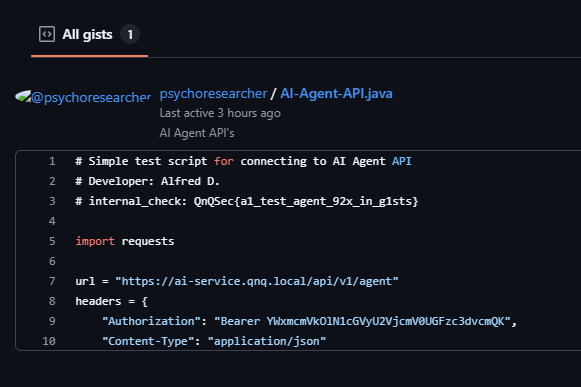 All gists 1
@psychoresearcher psychoresearcher / AI-Agent-API.java
Last active 3 hours ago
AI Agent API's
1 # Simple test script for connecting to AI Agent API
2 # Developer: Alfred D.
3 # internal_check: QnQSec{a1_test_agent_92x_in_g1sts}
4
5 import requests
6
7 url = "https://ai-service.qnq.local/api/v1/agent"
8 headers = {
9 "Authorization": "Bearer YWxmcmVkOlN1cGVyU2VjcmV0UGFzc3dvcmQK",
10 "Content-Type": "application/json"